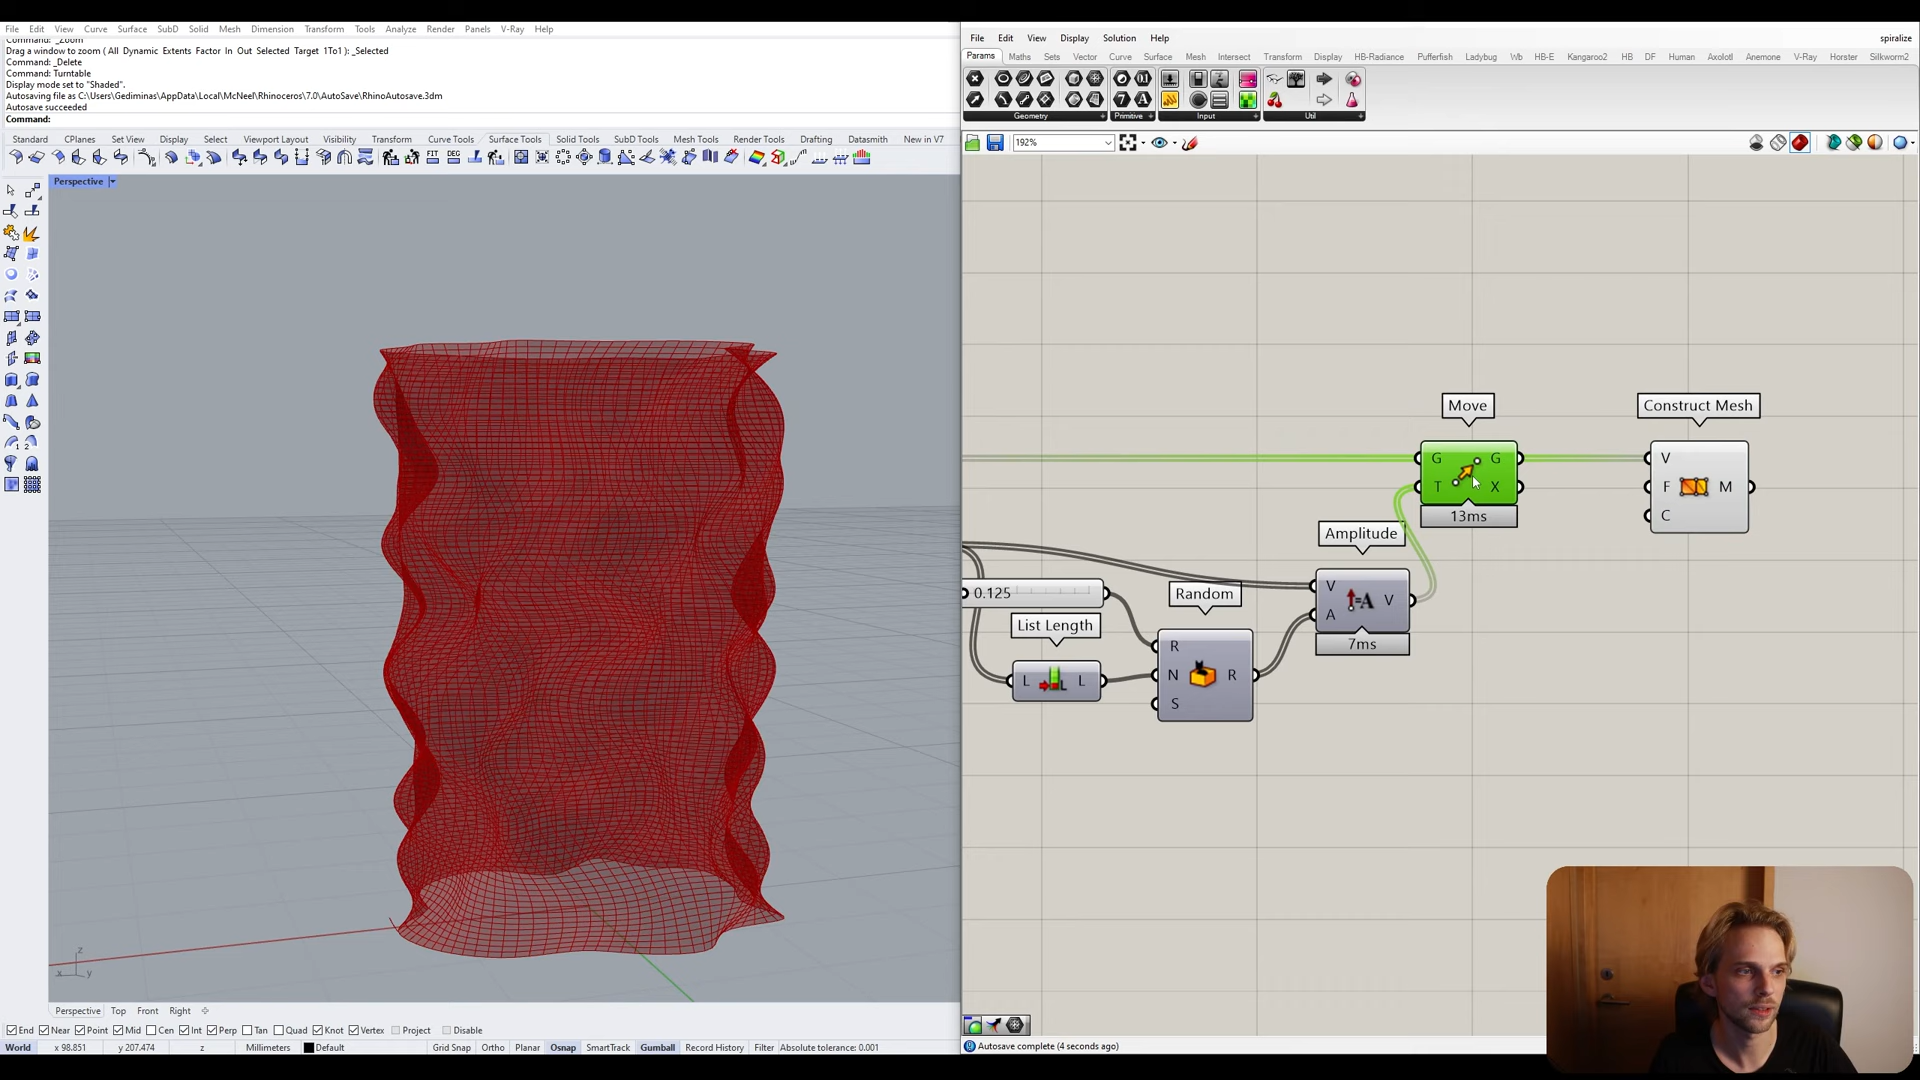 File Edit View Curve Surface SubD Solid Mesh Dimension Transform Tools Analyze Render Panels V-Ray Help
Command: _Zoom
Drag a window to zoom ( All Dynamic Extents Factor In Out Selected Target 1To1 ): _Selected
Command: _Delete
Command: Turntable
Display mode set to "Shaded".
Autosaving file as C:\Users\Gediminas\AppData\Local\McNeel\Rhinoceros\7.0\AutoSave\RhinoAutosave.3dm
Autosave succeeded
Command:
Standard CPlanes Set View Display Select Viewport Layout Visibility Transform Curve Tools Surface Tools Solid Tools SubD Tools Mesh Tools Render Tools Drafting Datasmith New in V7
FIT DEG
Perspective
z
x y
Perspective Top Front Right
End Near Point Mid Cen Int Perp Tan Quad Knot Vertex Project Disable
World x 98.851 y 207.474 z Millimeters Default Grid Snap Ortho Planar Osnap SmartTrack Gumball Record History Filter Absolute tolerance: 0.001
File Edit View Display Solution Help spiralize
Params Maths Sets Vector Curve Surface Mesh Intersect Transform Display HB-Radiance Pufferfish Ladybug Wb HB-E Kangaroo2 HB DF Human Axolotl Anemone V-Ray Horster Silkworm2
Geometry Primitive Input Util
192%
Move
Construct Mesh
G G
T X
13ms
V
F M
C
Amplitude
V
A V
=A
7ms
0.125
Random
List Length
R
N R
S
L L
Autosave complete (4 seconds ago)